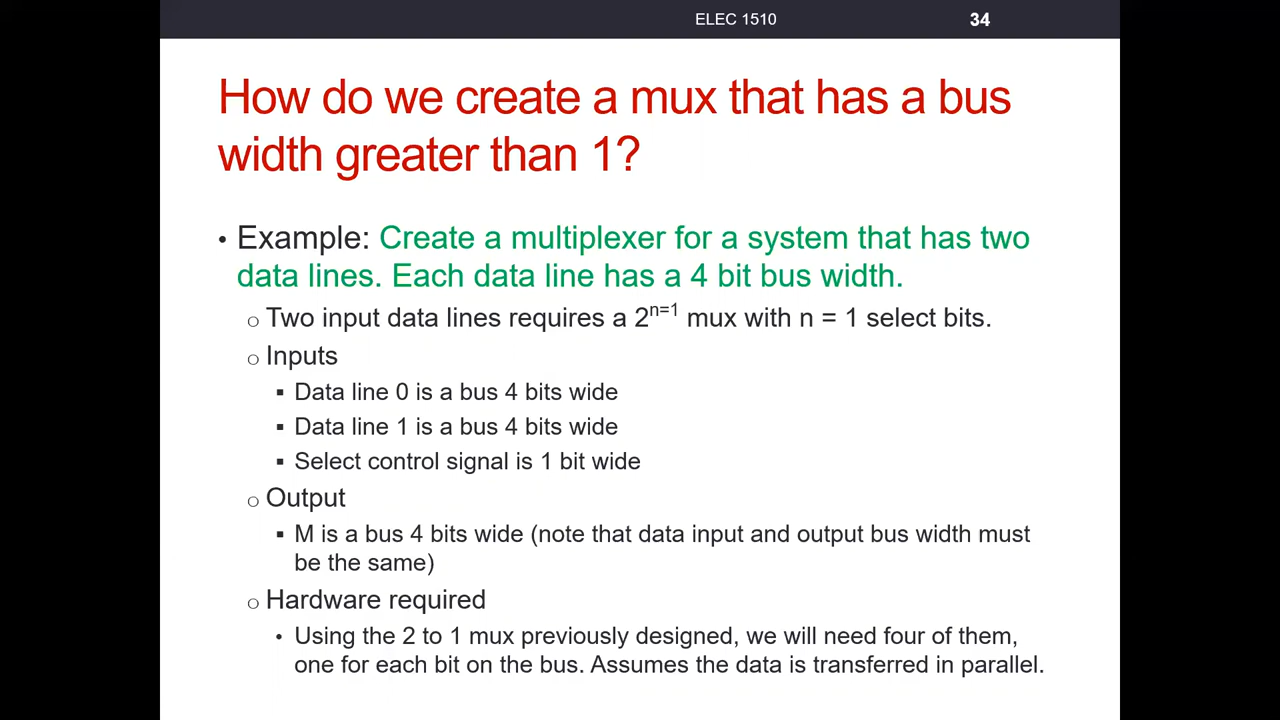 ELEC 1510
34
How do we create a mux that has a bus
width greater than 1?
• Example: Create a multiplexer for a system that has two
data lines. Each data line has a 4 bit bus width.
○ Two input data lines requires a 2ⁿ⁼¹ mux with n = 1 select bits.
○ Inputs
▪ Data line 0 is a bus 4 bits wide
▪ Data line 1 is a bus 4 bits wide
▪ Select control signal is 1 bit wide
○ Output
▪ M is a bus 4 bits wide (note that data input and output bus width must
be the same)
○ Hardware required
• Using the 2 to 1 mux previously designed, we will need four of them,
one for each bit on the bus. Assumes the data is transferred in parallel.